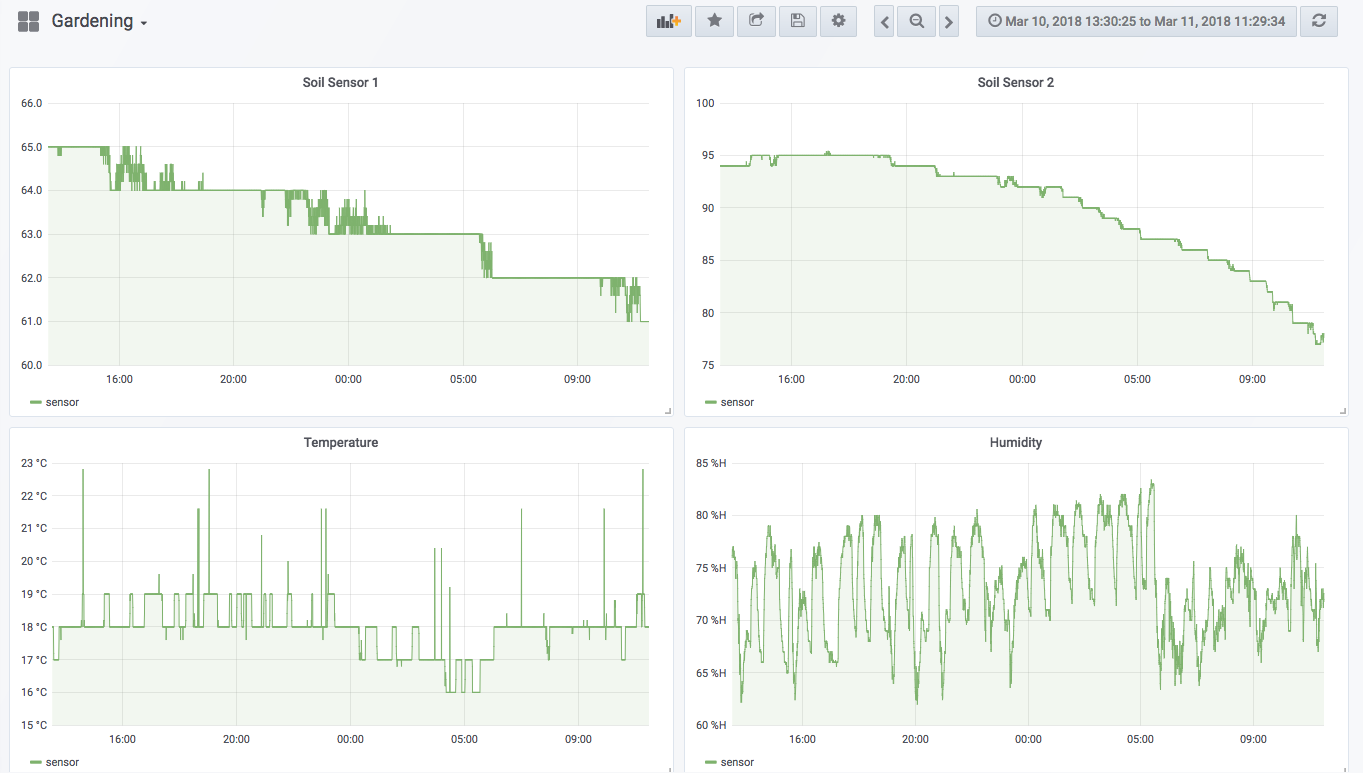 Gardening
Mar 10, 2018 13:30:25 to Mar 11, 2018 11:29:34
Soil Sensor 1
66.0
65.0
64.0
63.0
62.0
61.0
60.0
16:00 20:00 00:00 05:00 09:00
sensor
Soil Sensor 2
100
95
90
85
80
75
16:00 20:00 00:00 05:00 09:00
sensor
Temperature
23 °C
22 °C
21 °C
20 °C
19 °C
18 °C
17 °C
16 °C
15 °C
16:00 20:00 00:00 05:00 09:00
sensor
Humidity
85 %H
80 %H
75 %H
70 %H
65 %H
60 %H
16:00 20:00 00:00 05:00 09:00
sensor